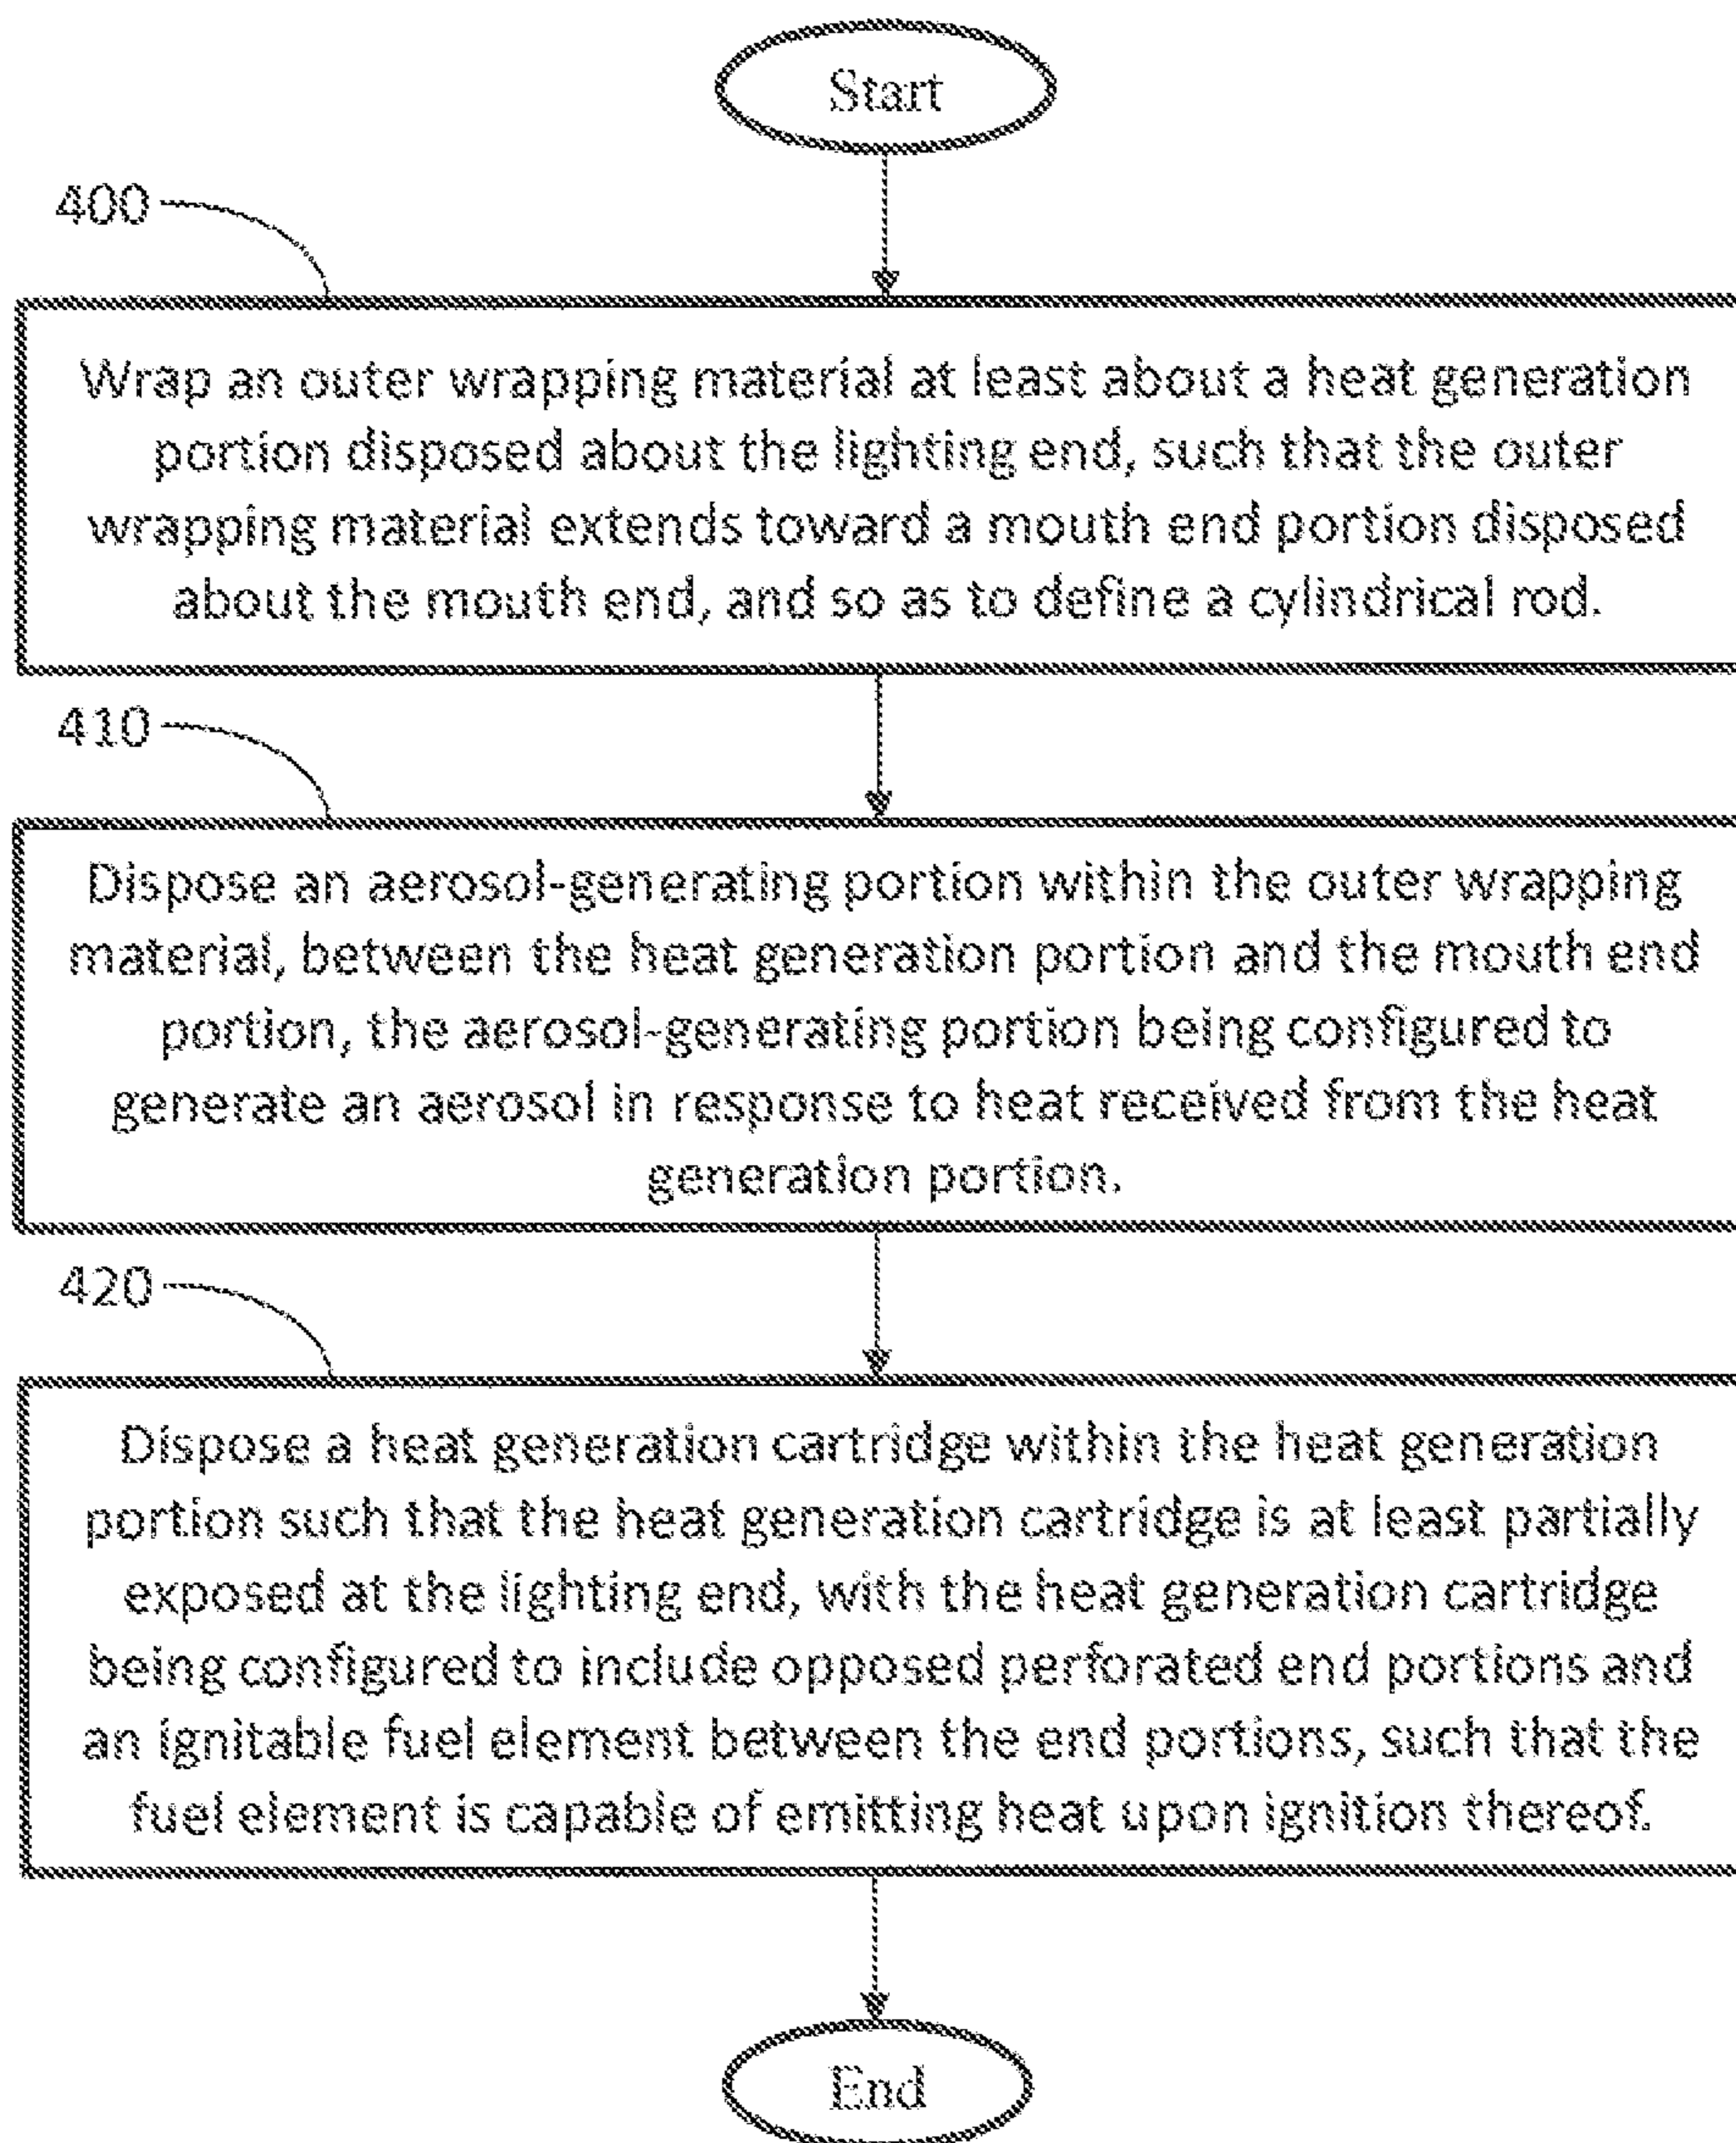 Start
400
Wrap an outer wrapping material at least about a heat generation
portion disposed about the lighting end, such that the outer
wrapping material extends toward a mouth end portion disposed
about the mouth end, and so as to define a cylindrical rod.
410
Dispose an aerosol-generating portion within the outer wrapping
material, between the heat generation portion and the mouth end
portion, the aerosol-generating portion being configured to
generate an aerosol in response to heat received from the heat
generation portion.
420
Dispose a heat generation cartridge within the heat generation
portion such that the heat generation cartridge is at least partially
exposed at the lighting end, with the heat generation cartridge
being configured to include opposed perforated end portions and
an ignitable fuel element between the end portions, such that the
fuel element is capable of emitting heat upon ignition thereof.
End